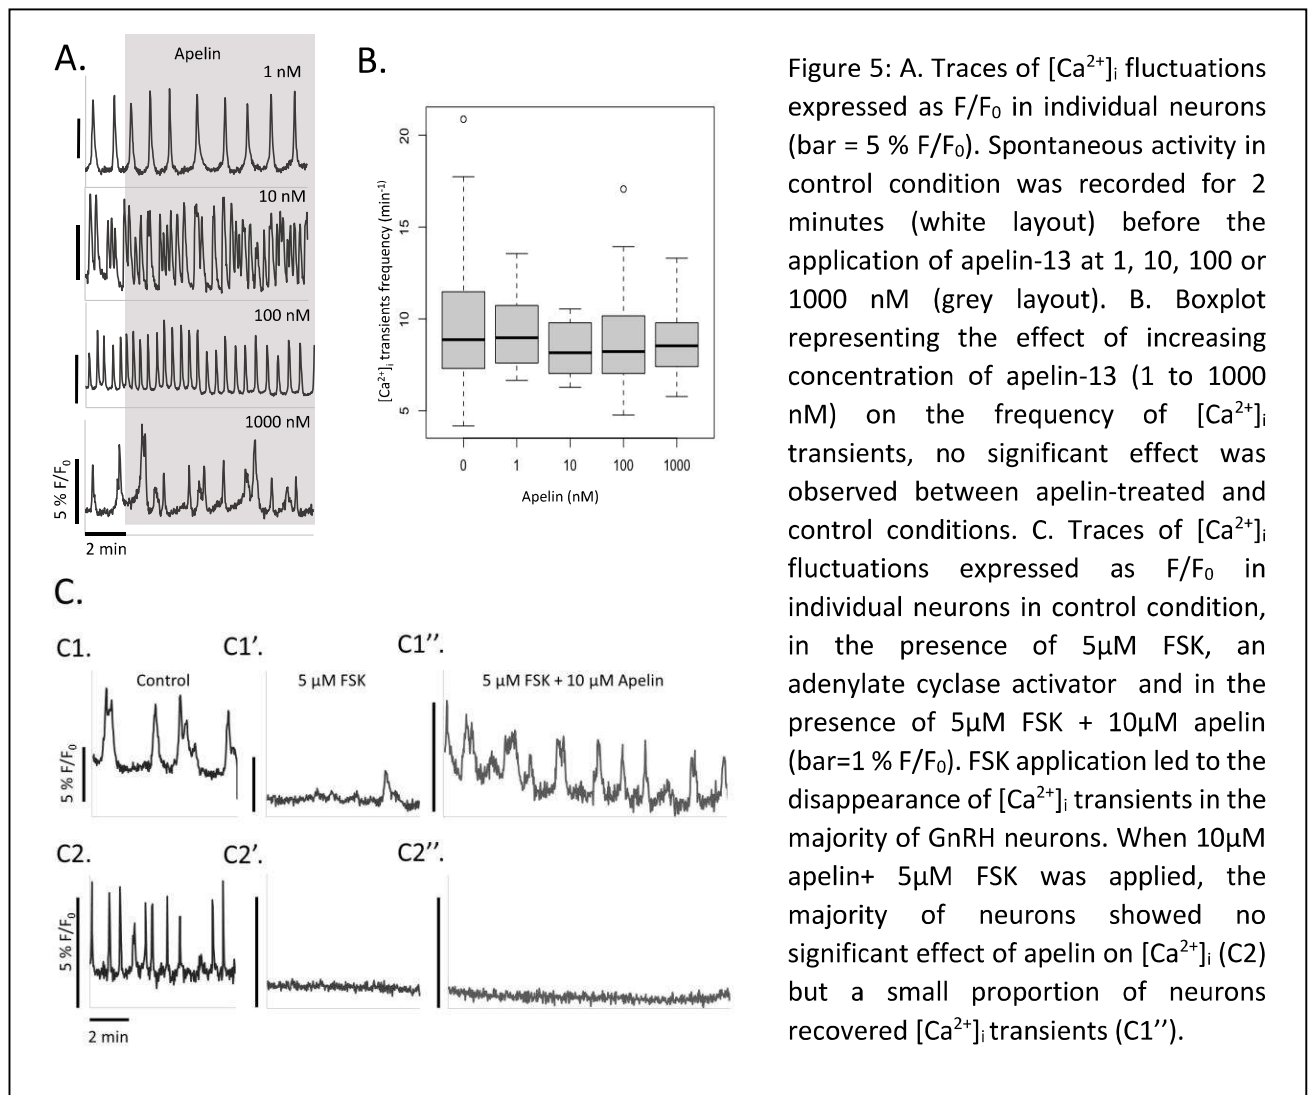 A.
Apelin
1 nM
10 nM
100 nM
1000 nM
5 % F/F₀
2 min
B.
[Ca²⁺]ᵢ transients frequency (min⁻¹)
20
15
10
5
0 1 10 100 1000
Apelin (nM)
C.
C1. C1’. C1’’.
Control 5 µM FSK 5 µM FSK + 10 µM Apelin
5 % F/F₀
C2. C2’. C2’’.
5 % F/F₀
2 min
Figure 5: A. Traces of [Ca²⁺]ᵢ fluctuations
expressed as F/F₀ in individual neurons
(bar = 5 % F/F₀). Spontaneous activity in
control condition was recorded for 2
minutes (white layout) before the
application of apelin-13 at 1, 10, 100 or
1000 nM (grey layout). B. Boxplot
representing the effect of increasing
concentration of apelin-13 (1 to 1000
nM) on the frequency of [Ca²⁺]ᵢ
transients, no significant effect was
observed between apelin-treated and
control conditions. C. Traces of [Ca²⁺]ᵢ
fluctuations expressed as F/F₀ in
individual neurons in control condition,
in the presence of 5µM FSK, an
adenylate cyclase activator and in the
presence of 5µM FSK + 10µM apelin
(bar=1 % F/F₀). FSK application led to the
disappearance of [Ca²⁺]ᵢ transients in the
majority of GnRH neurons. When 10µM
apelin+ 5µM FSK was applied, the
majority of neurons showed no
significant effect of apelin on [Ca²⁺]ᵢ (C2)
but a small proportion of neurons
recovered [Ca²⁺]ᵢ transients (C1’’).